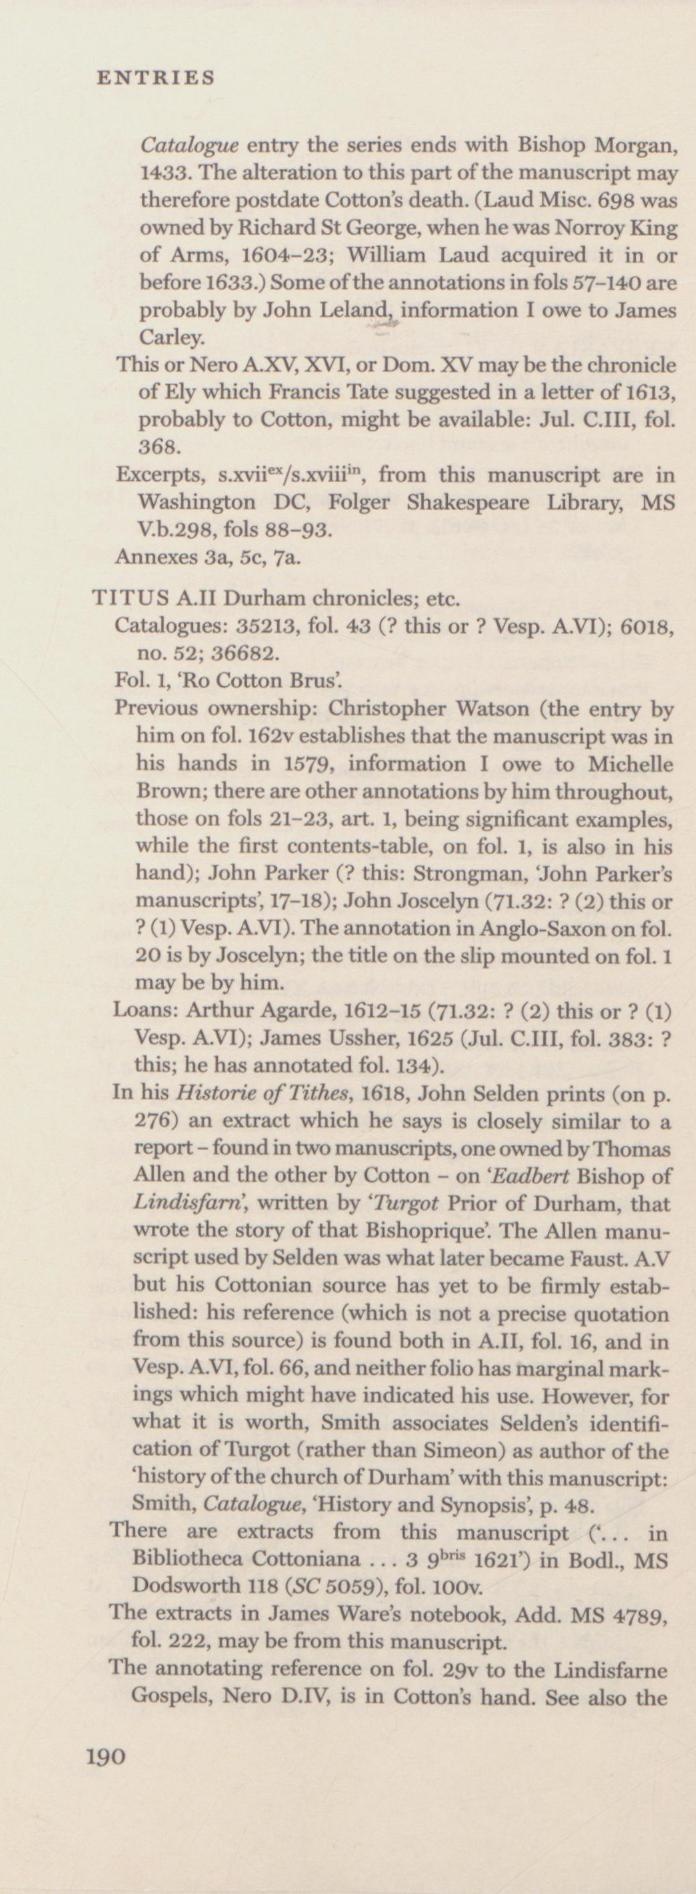 ENTRIES
Catalogue entry the series ends with Bishop Morgan,
1433. The alteration to this part of the manuscript may
therefore postdate Cotton's death. (Laud Misc. 698 was
owned by Richard St George, when he was Norroy King
of Arms, 1604–23; William Laud acquired it in or
before 1633.) Some of the annotations in fols 57–140 are
probably by John Leland, information I owe to James
Carley.
This or Nero A.XV, XVI, or Dom. XV may be the chronicle
of Ely which Francis Tate suggested in a letter of 1613,
probably to Cotton, might be available: Jul. C.III, fol.
368.
Excerpts, s.xviiᵉˣ/s.xviiiⁱⁿ, from this manuscript are in
Washington DC, Folger Shakespeare Library, MS
V.b.298, fols 88–93.
Annexes 3a, 5c, 7a.
TITUS A.II Durham chronicles; etc.
Catalogues: 35213, fol. 43 (? this or ? Vesp. A.VI); 6018,
no. 52; 36682.
Fol. 1, 'Ro Cotton Brus'.
Previous ownership: Christopher Watson (the entry by
him on fol. 162v establishes that the manuscript was in
his hands in 1579, information I owe to Michelle
Brown; there are other annotations by him throughout,
those on fols 21–23, art. 1, being significant examples,
while the first contents-table, on fol. 1, is also in his
hand); John Parker (? this: Strongman, 'John Parker's
manuscripts', 17–18); John Joscelyn (71.32: ? (2) this or
? (1) Vesp. A.VI). The annotation in Anglo-Saxon on fol.
20 is by Joscelyn; the title on the slip mounted on fol. 1
may be by him.
Loans: Arthur Agarde, 1612–15 (71.32: ? (2) this or ? (1)
Vesp. A.VI); James Ussher, 1625 (Jul. C.III, fol. 383: ?
this; he has annotated fol. 134).
In his Historie of Tithes, 1618, John Selden prints (on p.
276) an extract which he says is closely similar to a
report – found in two manuscripts, one owned by Thomas
Allen and the other by Cotton – on 'Eadbert Bishop of
Lindisfarn', written by 'Turgot Prior of Durham, that
wrote the story of that Bishoprique'. The Allen manu-
script used by Selden was what later became Faust. A.V
but his Cottonian source has yet to be firmly estab-
lished: his reference (which is not a precise quotation
from this source) is found both in A.II, fol. 16, and in
Vesp. A.VI, fol. 66, and neither folio has marginal mark-
ings which might have indicated his use. However, for
what it is worth, Smith associates Selden's identifi-
cation of Turgot (rather than Simeon) as author of the
'history of the church of Durham' with this manuscript:
Smith, Catalogue, 'History and Synopsis', p. 48.
There are extracts from this manuscript ('... in
Bibliotheca Cottoniana ... 3 9ᵇʳⁱˢ 1621') in Bodl., MS
Dodsworth 118 (SC 5059), fol. 100v.
The extracts in James Ware's notebook, Add. MS 4789,
fol. 222, may be from this manuscript.
The annotating reference on fol. 29v to the Lindisfarne
Gospels, Nero D.IV, is in Cotton's hand. See also the
190